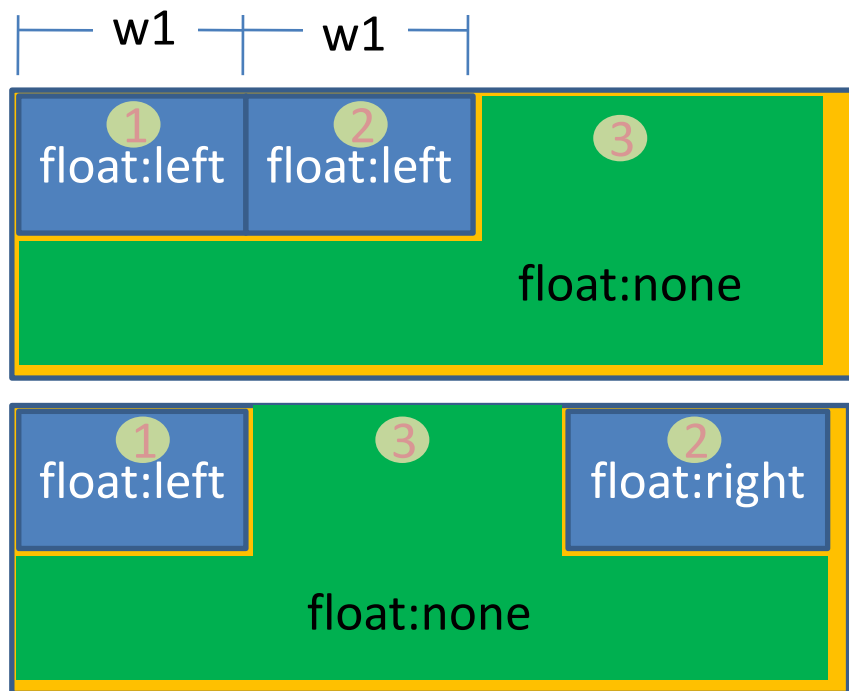 w1 w1
1 2 3
float:left float:left
float:none
1 3 2
float:left float:right
float:none